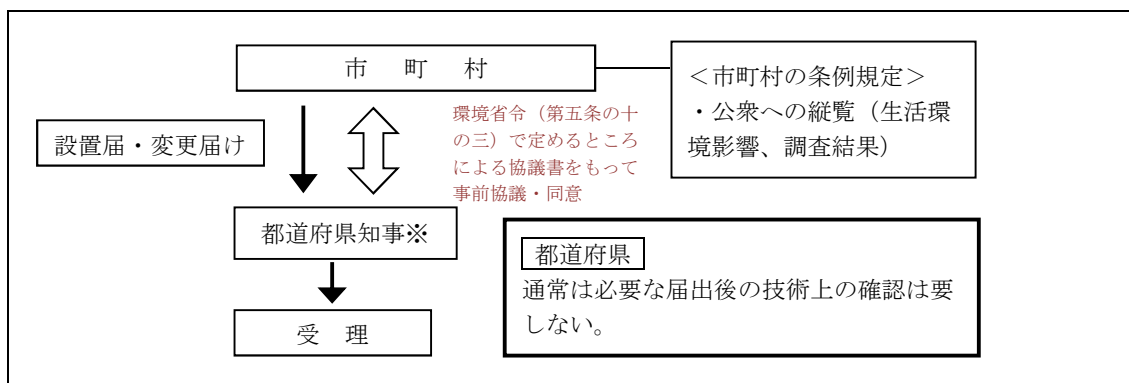 市 町 村
＜市町村の条例規定＞
・公衆への縦覧（生活環
境影響、調査結果）
設置届・変更届け
環境省令（第五条の十
の三）で定めるところ
による協議書をもって
事前協議・同意
都道府県知事※
都道府県
通常は必要な届出後の技術上の確認は要
しない。
受 理